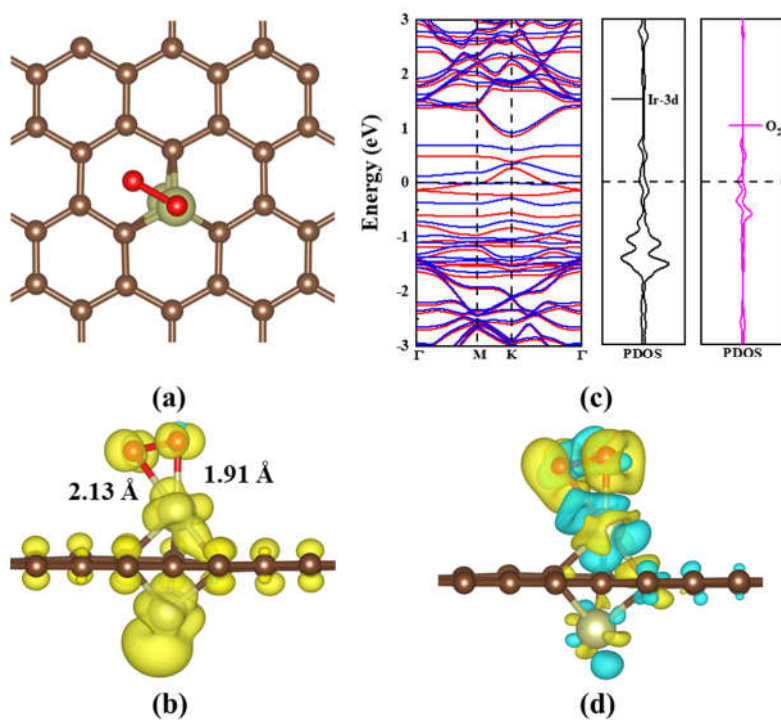 3
2
1
0
-1
-2
-3
Energy (eV)
Γ M K Γ
Ir-3d
PDOS
O2
PDOS
(a)
(c)
2.13 Å
1.91 Å
(b)
(d)